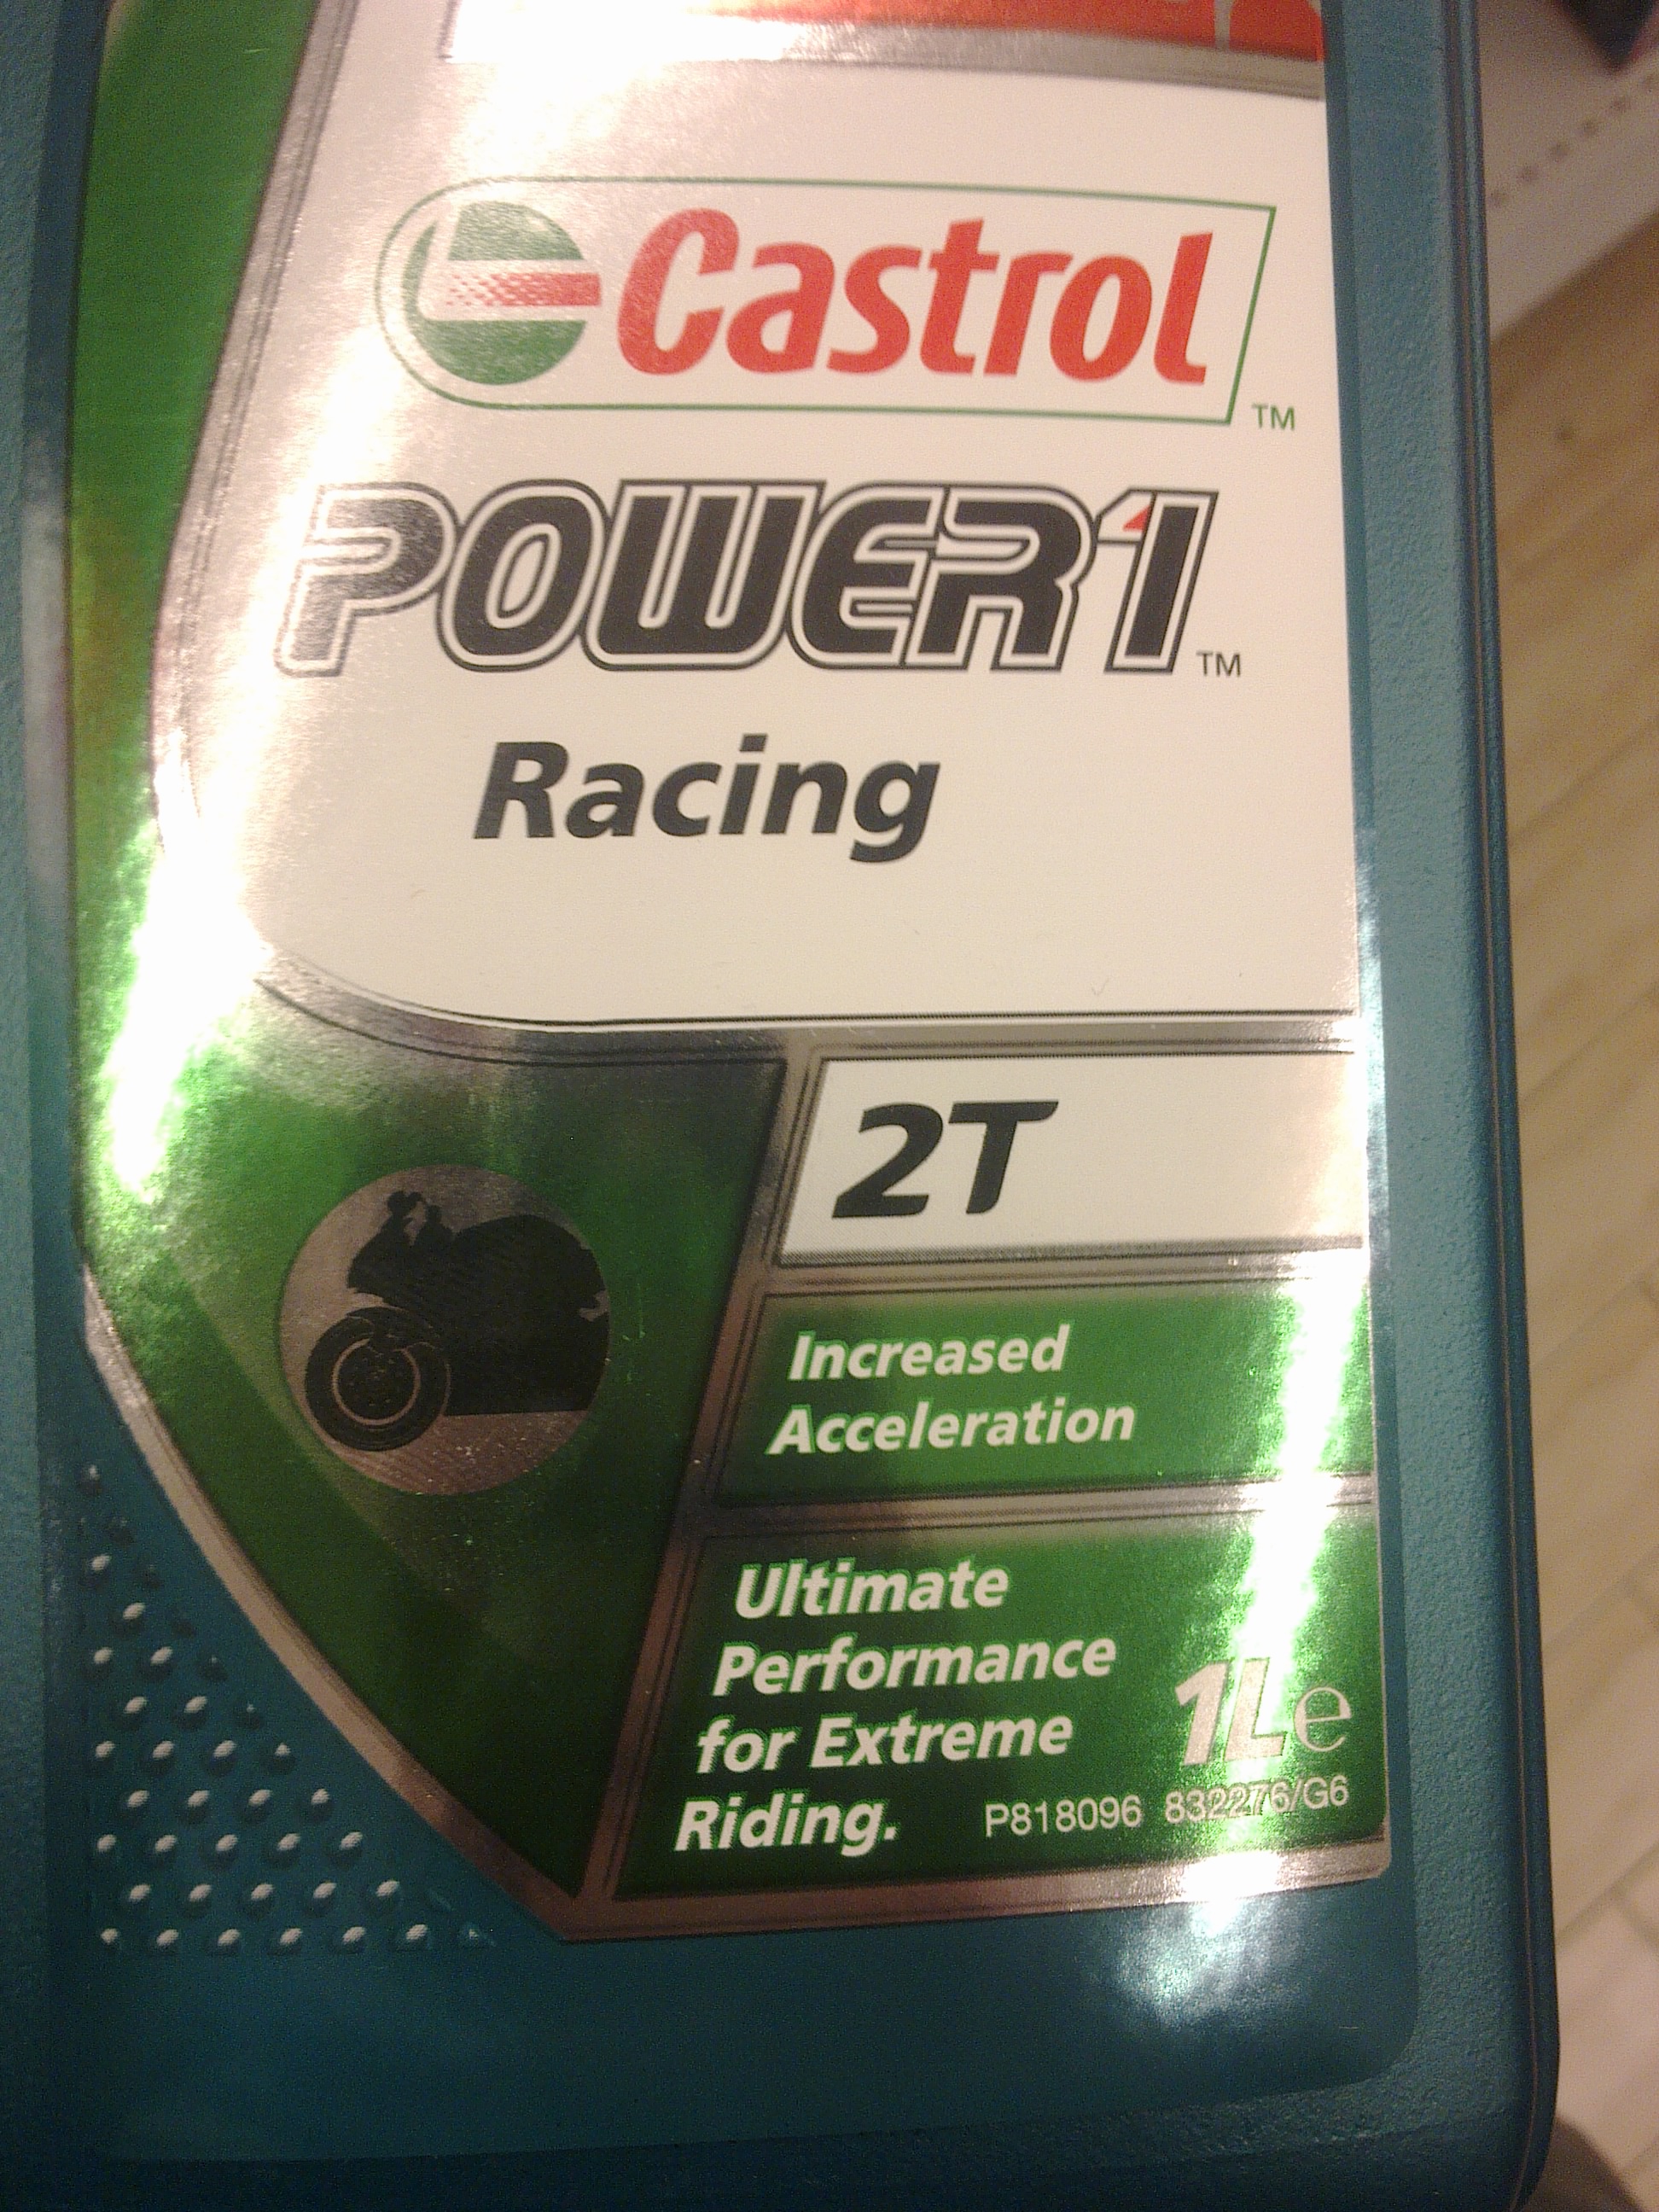 Castrol
TM
POWER1
TM
Racing
2T
Increased
Acceleration
Ultimate
Performance
for Extreme
Riding.
1L e
P818096 832276/G6